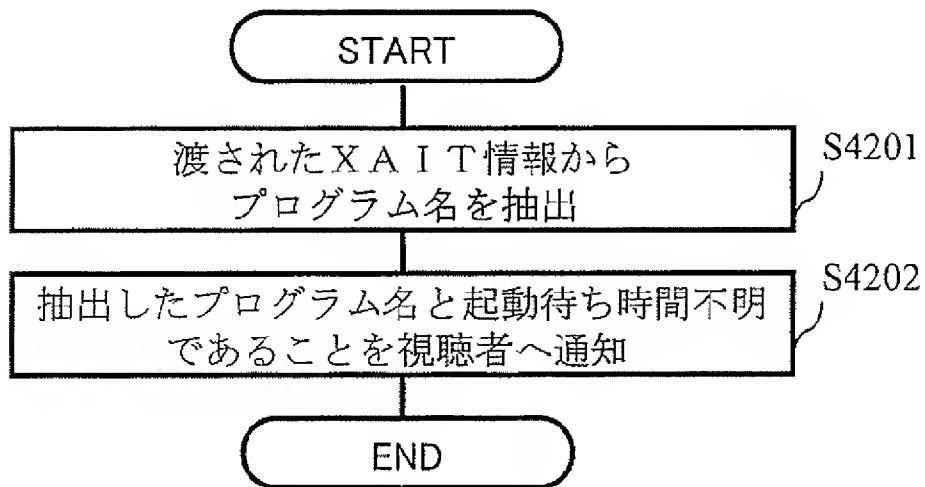 START
渡されたＸＡＩＴ情報から
プログラム名を抽出
S4201
抽出したプログラム名と起動待ち時間不明
であることを視聴者へ通知
S4202
END